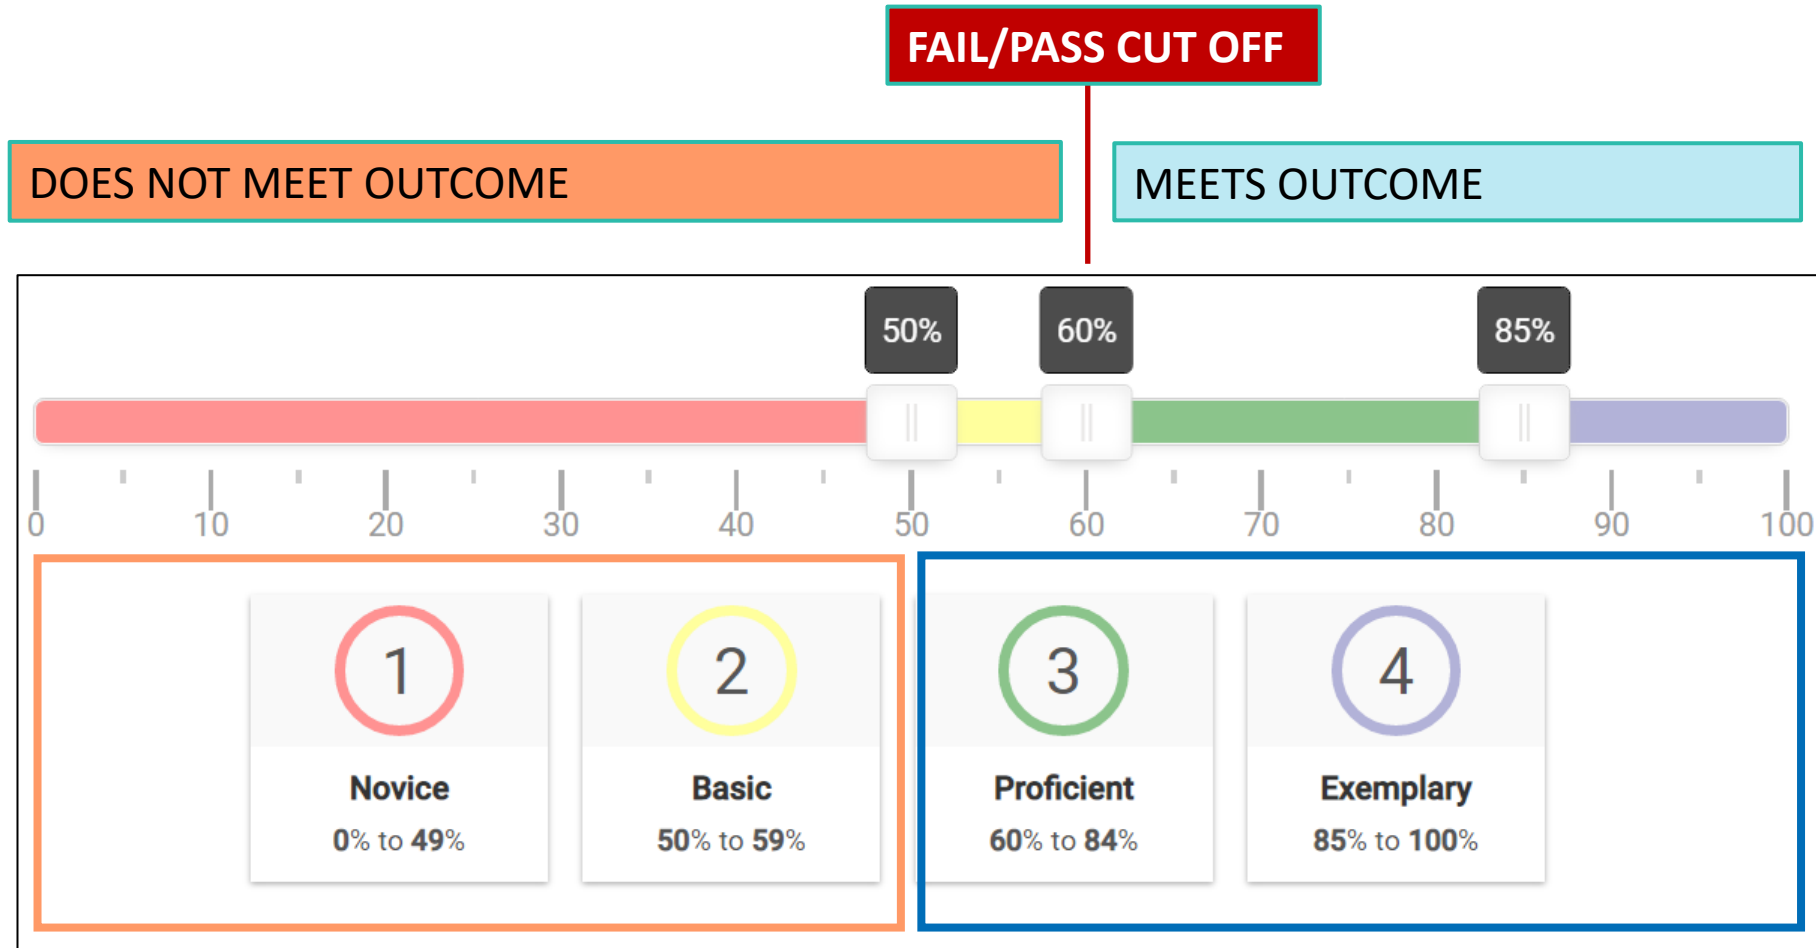 FAIL/PASS CUT OFF
DOES NOT MEET OUTCOME
MEETS OUTCOME
50%
60%
85%
0 10 20 30 40 50 60 70 80 90 100
1
2
3
4
Novice
Basic
Proficient
Exemplary
0% to 49%
50% to 59%
60% to 84%
85% to 100%